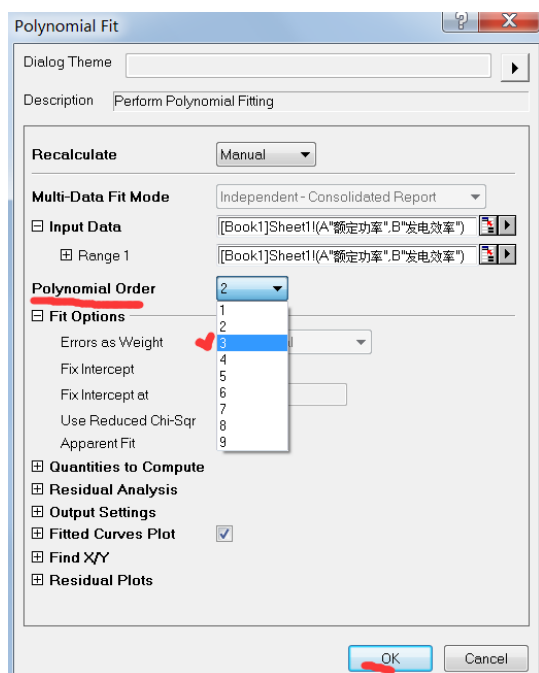 Polynomial Fit
Dialog Theme
Description Perform Polynomial Fitting
Recalculate Manual
Multi-Data Fit Mode Independent - Consolidated Report
Input Data [Book1]Sheet1!(A"额定功率",B"发电效率")
Range 1 [Book1]Sheet1!(A"额定功率",B"发电效率")
Polynomial Order 2
Fit Options 1
2
Errors as Weight 3
4
Fix Intercept 5
Fix Intercept at 6
7
Use Reduced Chi-Sqr 8
Apparent Fit 9
Quantities to Compute
Residual Analysis
Output Settings
Fitted Curves Plot
Find X/Y
Residual Plots
OK Cancel